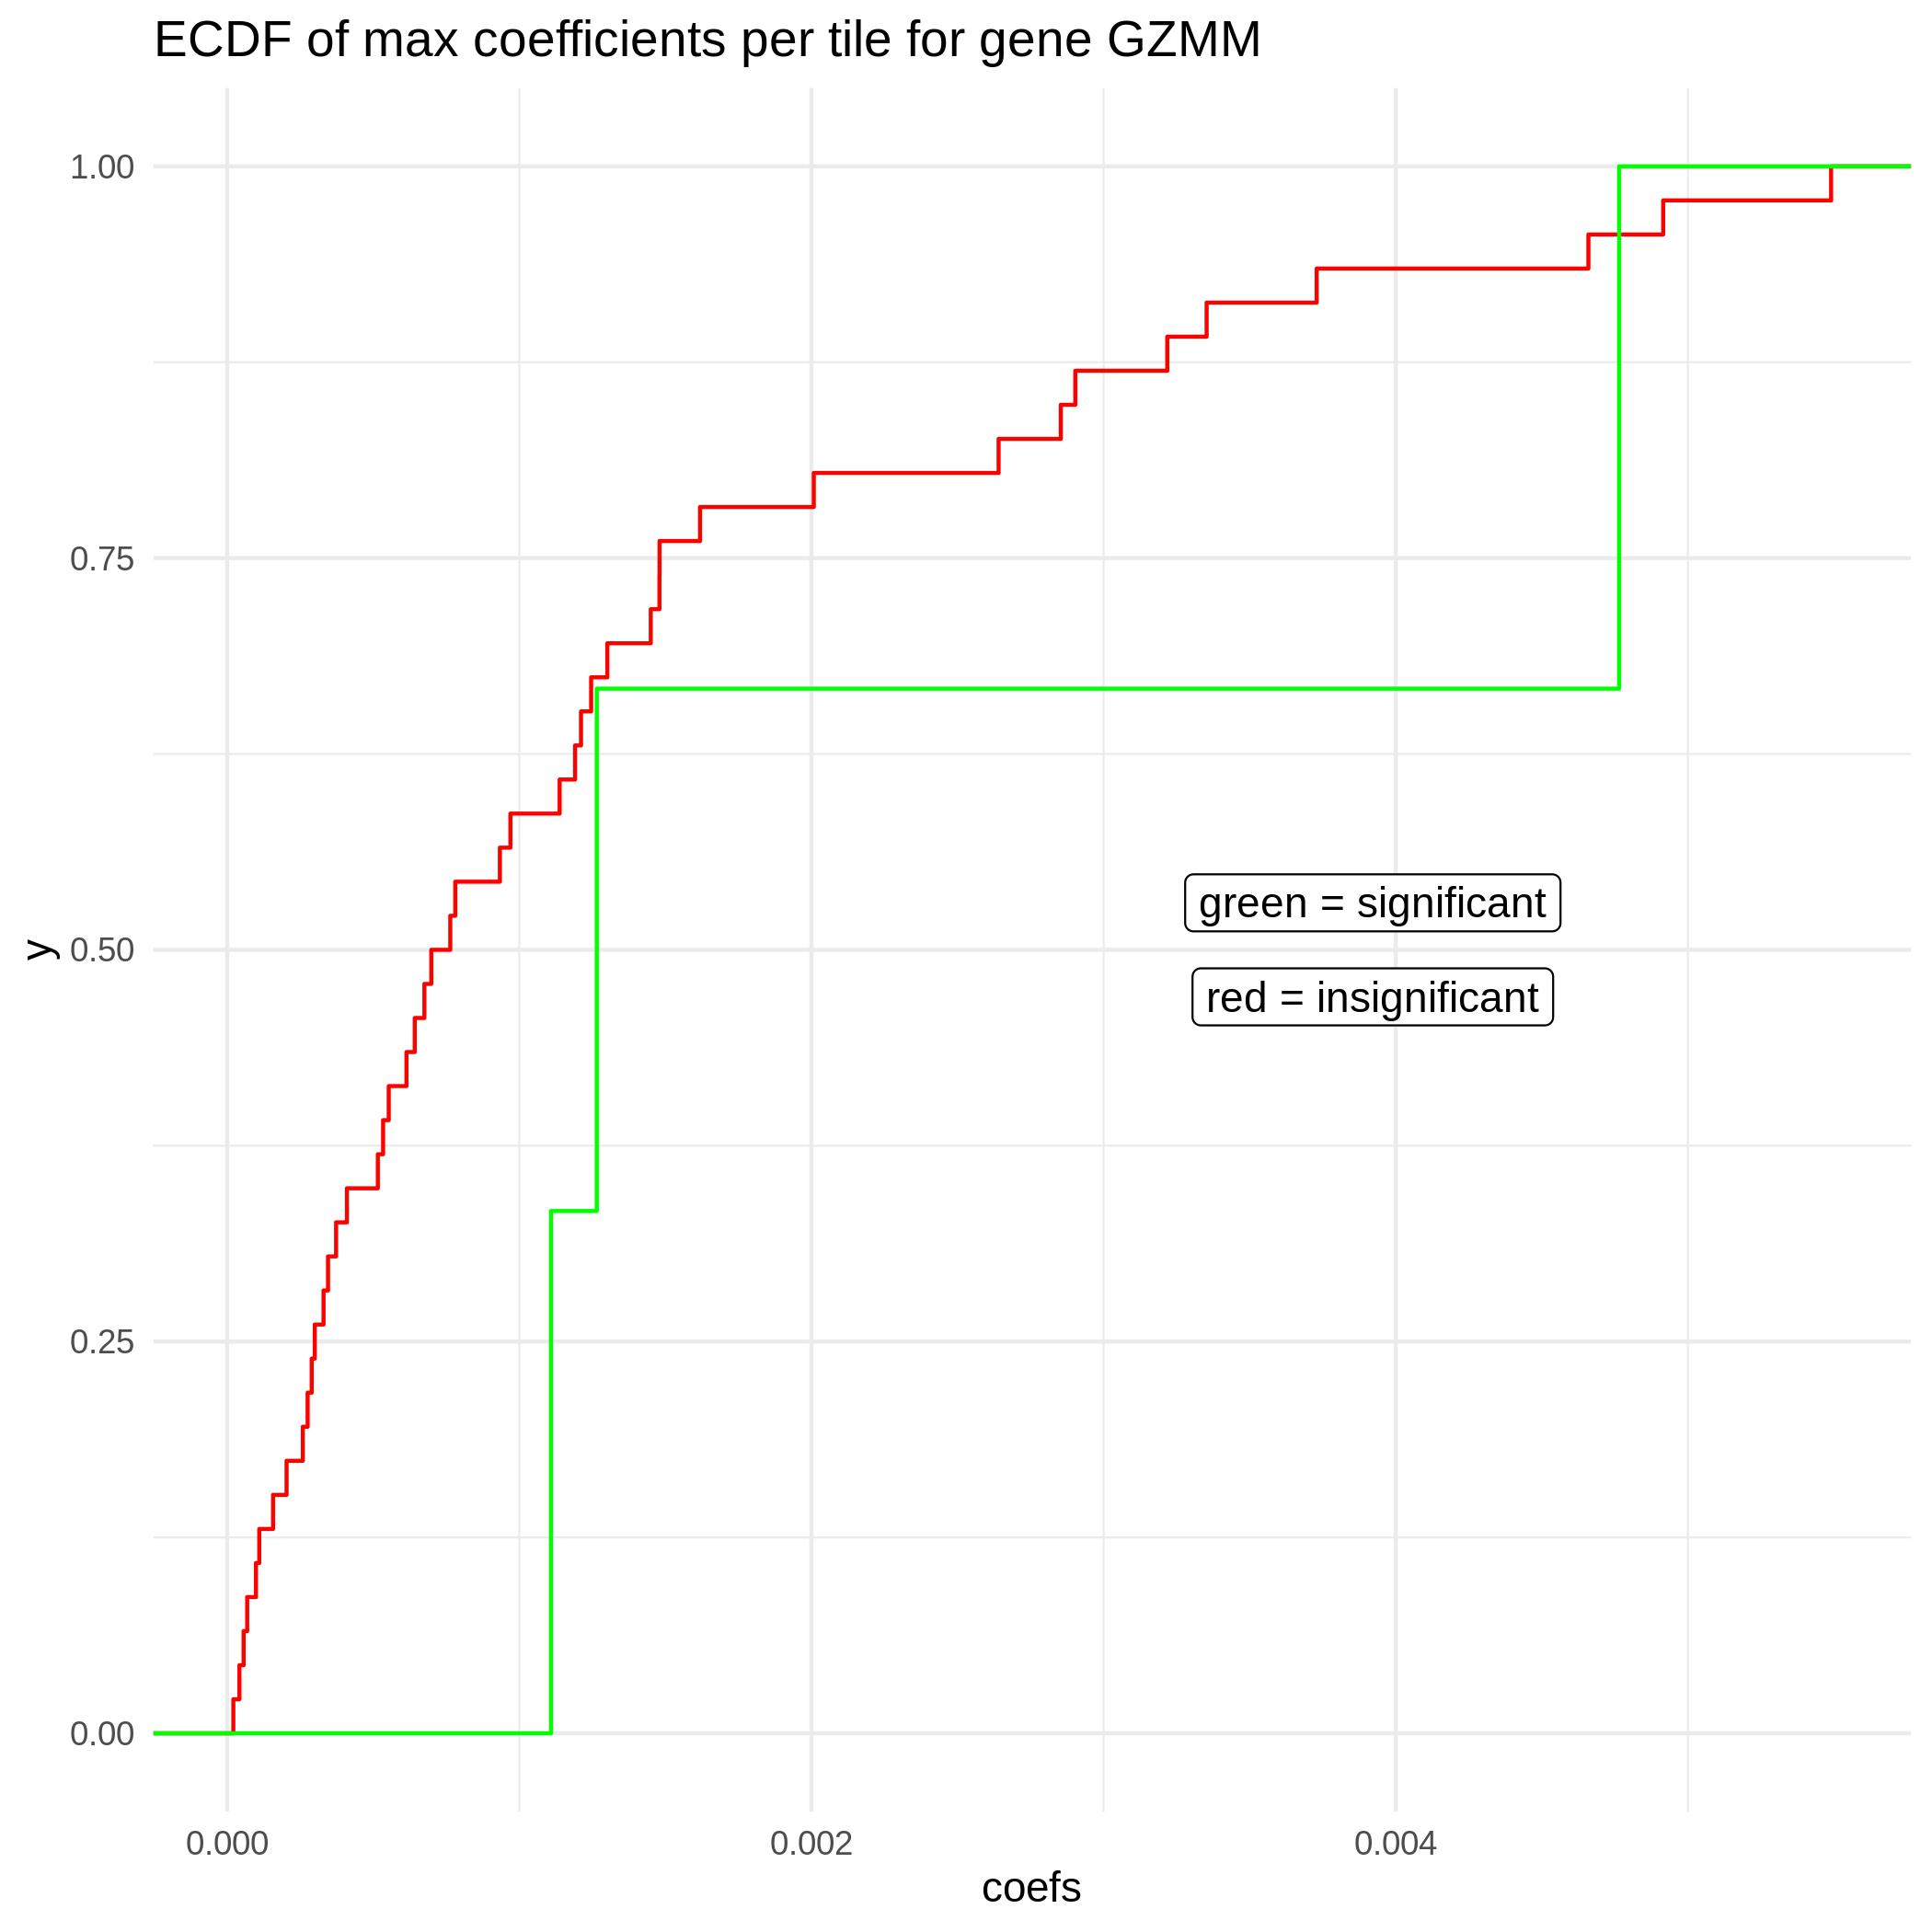 ECDF of max coefficients per tile for gene GZMM
1.00
0.75
0.50
0.25
0.00
y
green = significant
red = insignificant
0.000 0.002 0.004
coefs